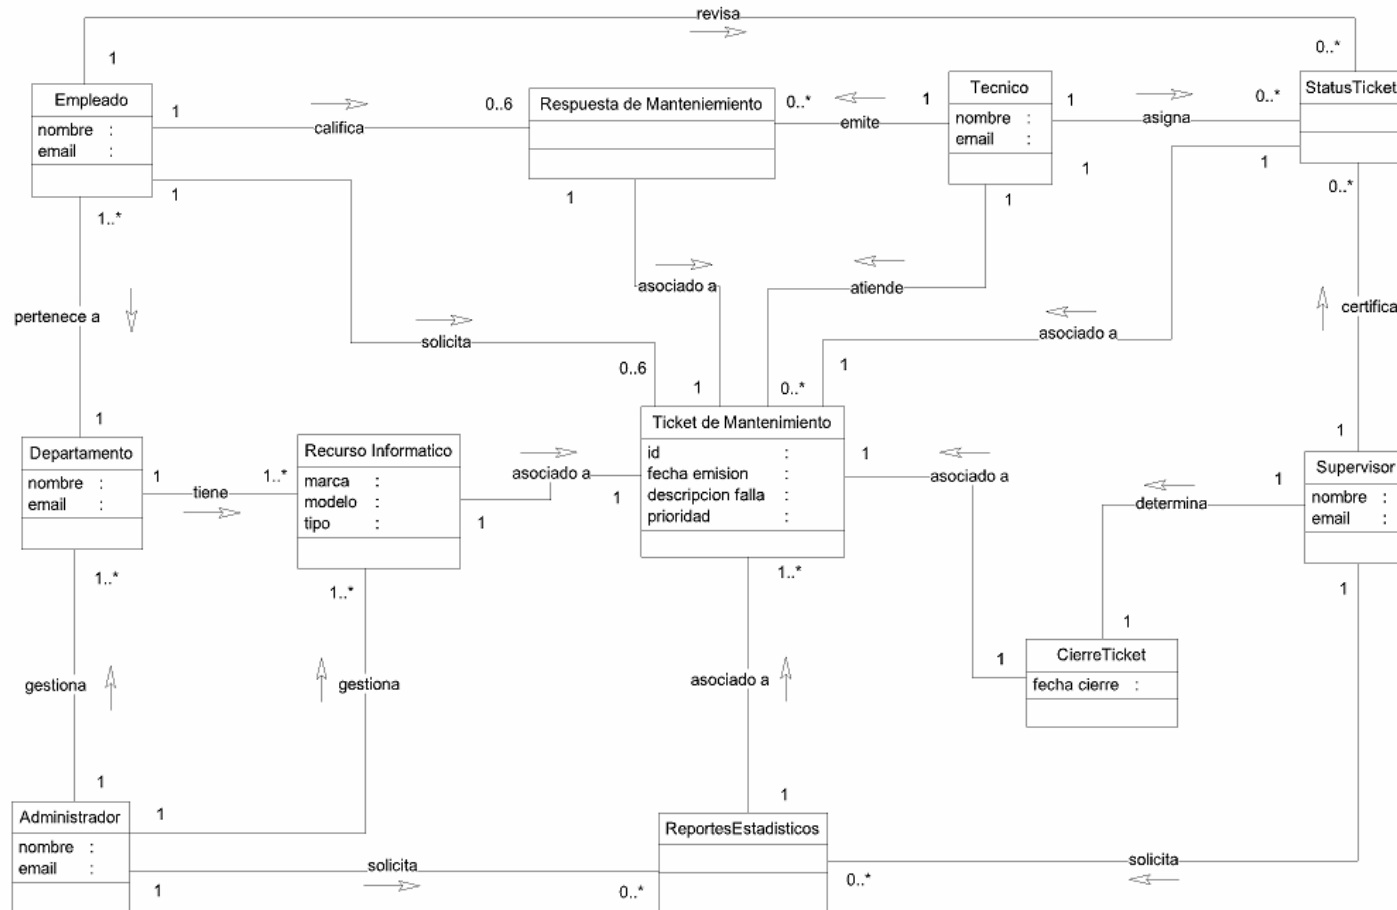 revisa
1
0..*
Empleado
nombre :
email :
1
califica
0..6
Respuesta de Manteniemiento
0..*
emite
1
Tecnico
nombre :
email :
1
asigna
0..*
StatusTicket
1
1..*
1
1
1
1
0..*
pertenece a
solicita
asociado a
atiende
asociado a
certifica
0..6
1
0..*
1
1
1
Departamento
nombre :
email :
1
tiene
1..*
Recurso Informatico
marca :
modelo :
tipo :
1
asociado a
1
Ticket de Mantenimiento
id :
fecha emision :
descripcion falla :
prioridad :
1
asociado a
determina
1
Supervisor
nombre :
email :
1..*
1..*
1..*
1
1
gestiona
gestiona
asociado a
1
CierreTicket
fecha cierre :
1
1
1
Administrador
nombre :
email :
1
solicita
0..*
ReportesEstadisticos
0..*
solicita